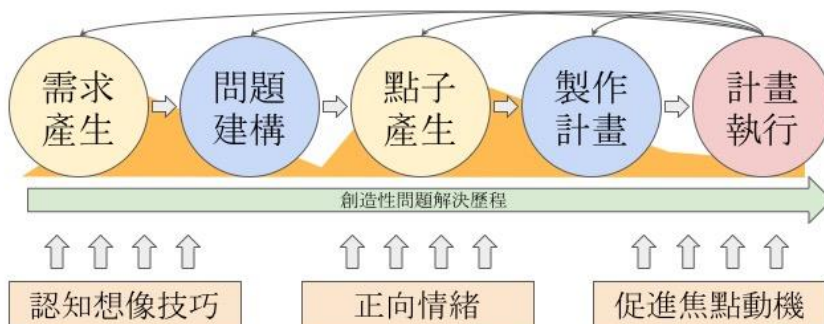 需求
產生
問題
建構
點子
產生
製作
計畫
計畫
執行
創造性問題解決歷程
認知想像技巧
正向情緒
促進焦點動機